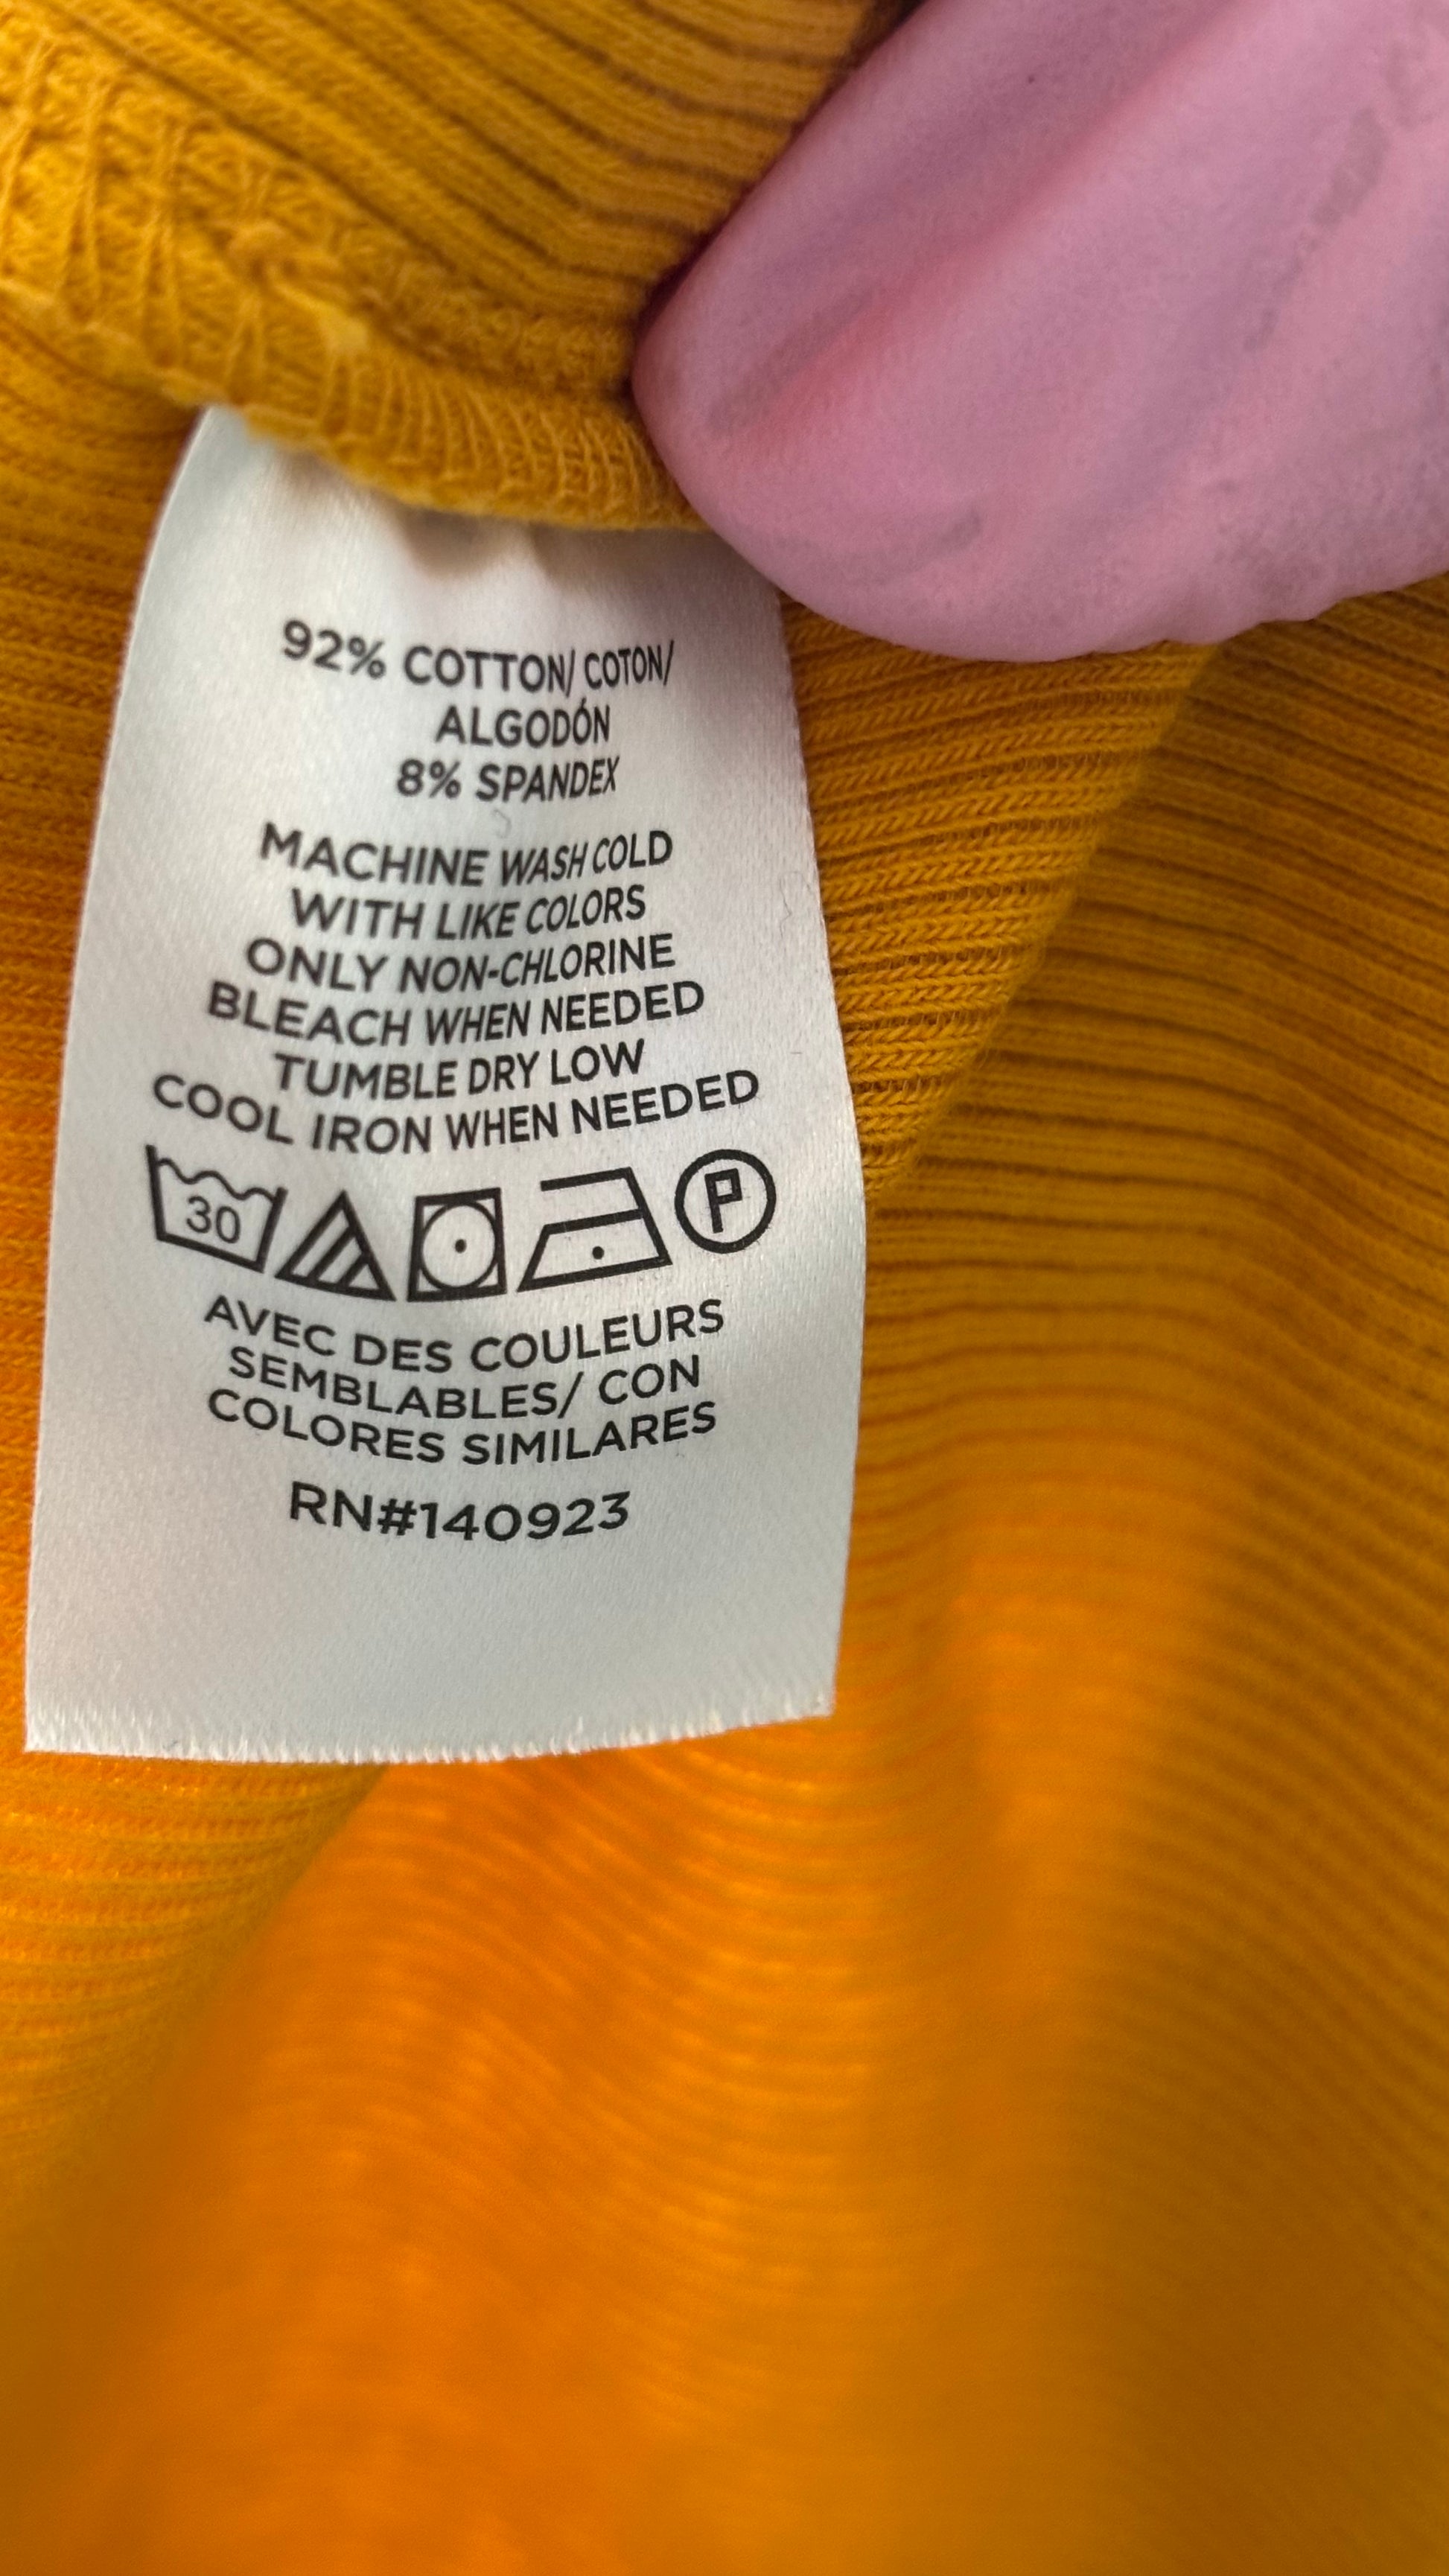 92% COTTON/ COTON/
ALGODÓN
8% SPANDEX
MACHINE WASH COLD
WITH LIKE COLORS
ONLY NON-CHLORINE
BLEACH WHEN NEEDED
TUMBLE DRY LOW
COOL IRON WHEN NEEDED
30 P
AVEC DES COULEURS
SEMBLABLES/ CON
COLORES SIMILARES
RN#140923